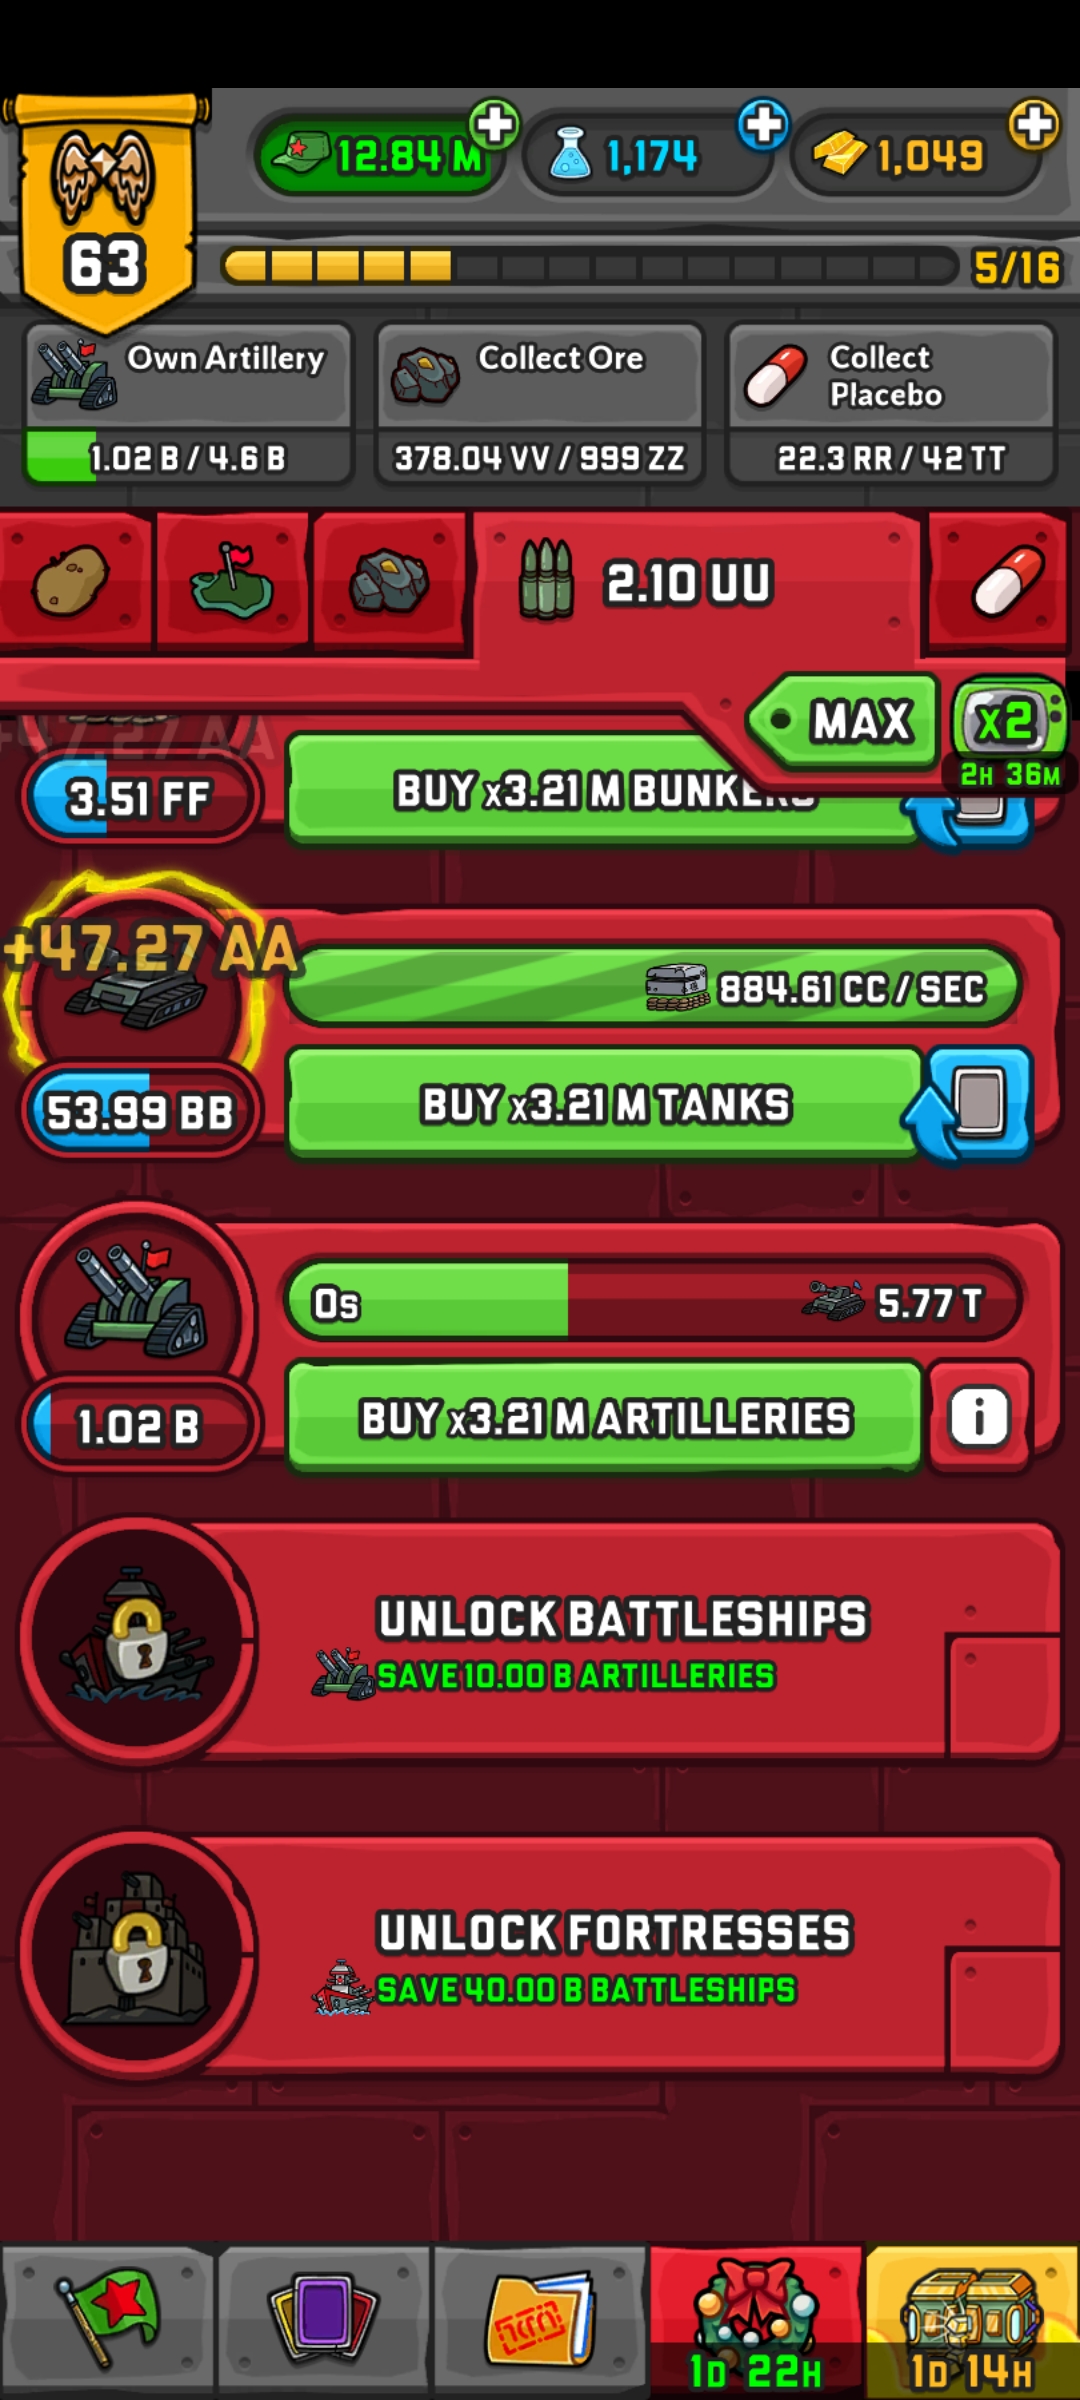 12.84 M
1,174
1,049
63
5/16
Own Artillery
1.02 B / 4.6 B
Collect Ore
378.04 VV / 999 ZZ
Collect
Placebo
22.3 RR / 42 TT
2.10 UU
MAX
x2
2H 36M
+47.27 AA
3.51 FF
BUY x3.21 M BUNKERS
+47.27 AA
884.61 CC / SEC
53.99 BB
BUY x3.21 M TANKS
0s
5.77 T
1.02 B
BUY x3.21 M ARTILLERIES
i
UNLOCK BATTLESHIPS
SAVE 10.00 B ARTILLERIES
UNLOCK FORTRESSES
SAVE 40.00 B BATTLESHIPS
1D 22H
1D 14H